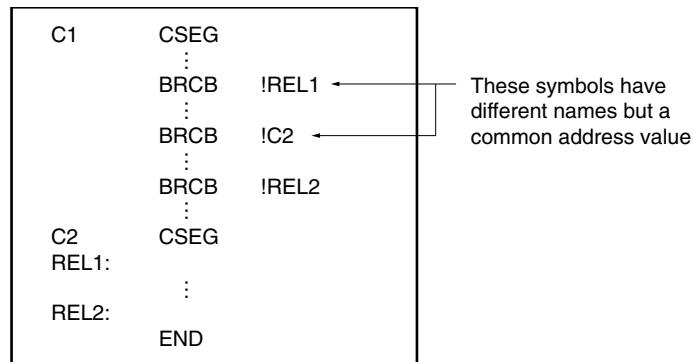 C1 CSEG
⋮
BRCB !REL1
⋮
BRCB !C2
⋮
BRCB !REL2
⋮
C2 CSEG
REL1:
⋮
REL2:
END
These symbols have
different names but a
common address value